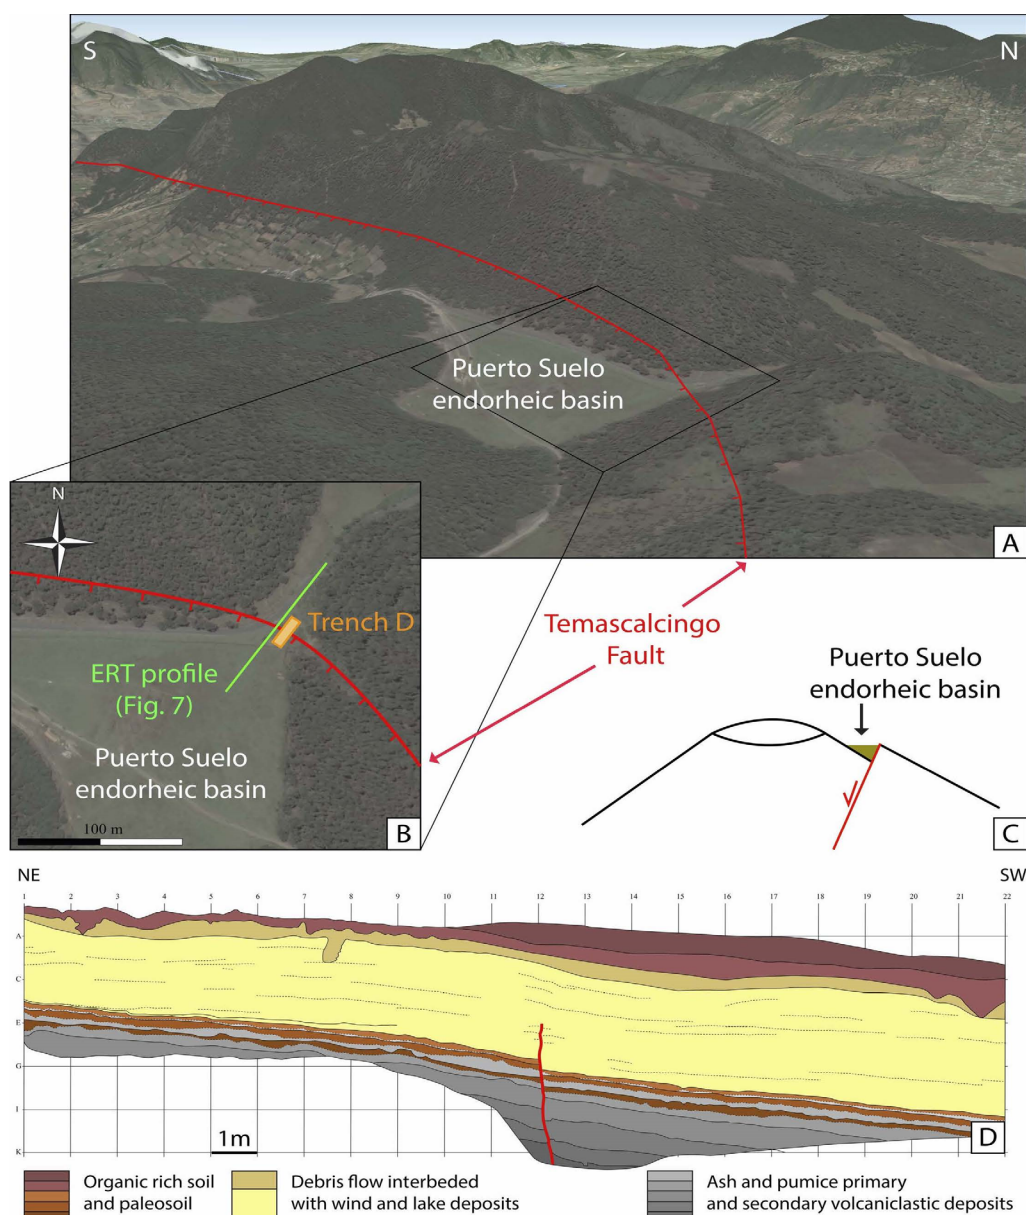 S
N
Puerto Suelo
endorheic basin
A
N
Trench D
ERT profile
(Fig. 7)
Puerto Suelo
endorheic basin
100 m
B
Temascalcingo
Fault
Puerto Suelo
endorheic basin
C
NE
SW
1 2 3 4 5 6 7 8 9 10 11 12 13 14 15 16 17 18 19 20 21 22
A
C
E
G
I
K
1m
D
Organic rich soil
and paleosoil
Debris flow interbeded
with wind and lake deposits
Ash and pumice primary
and secondary volcaniclastic deposits